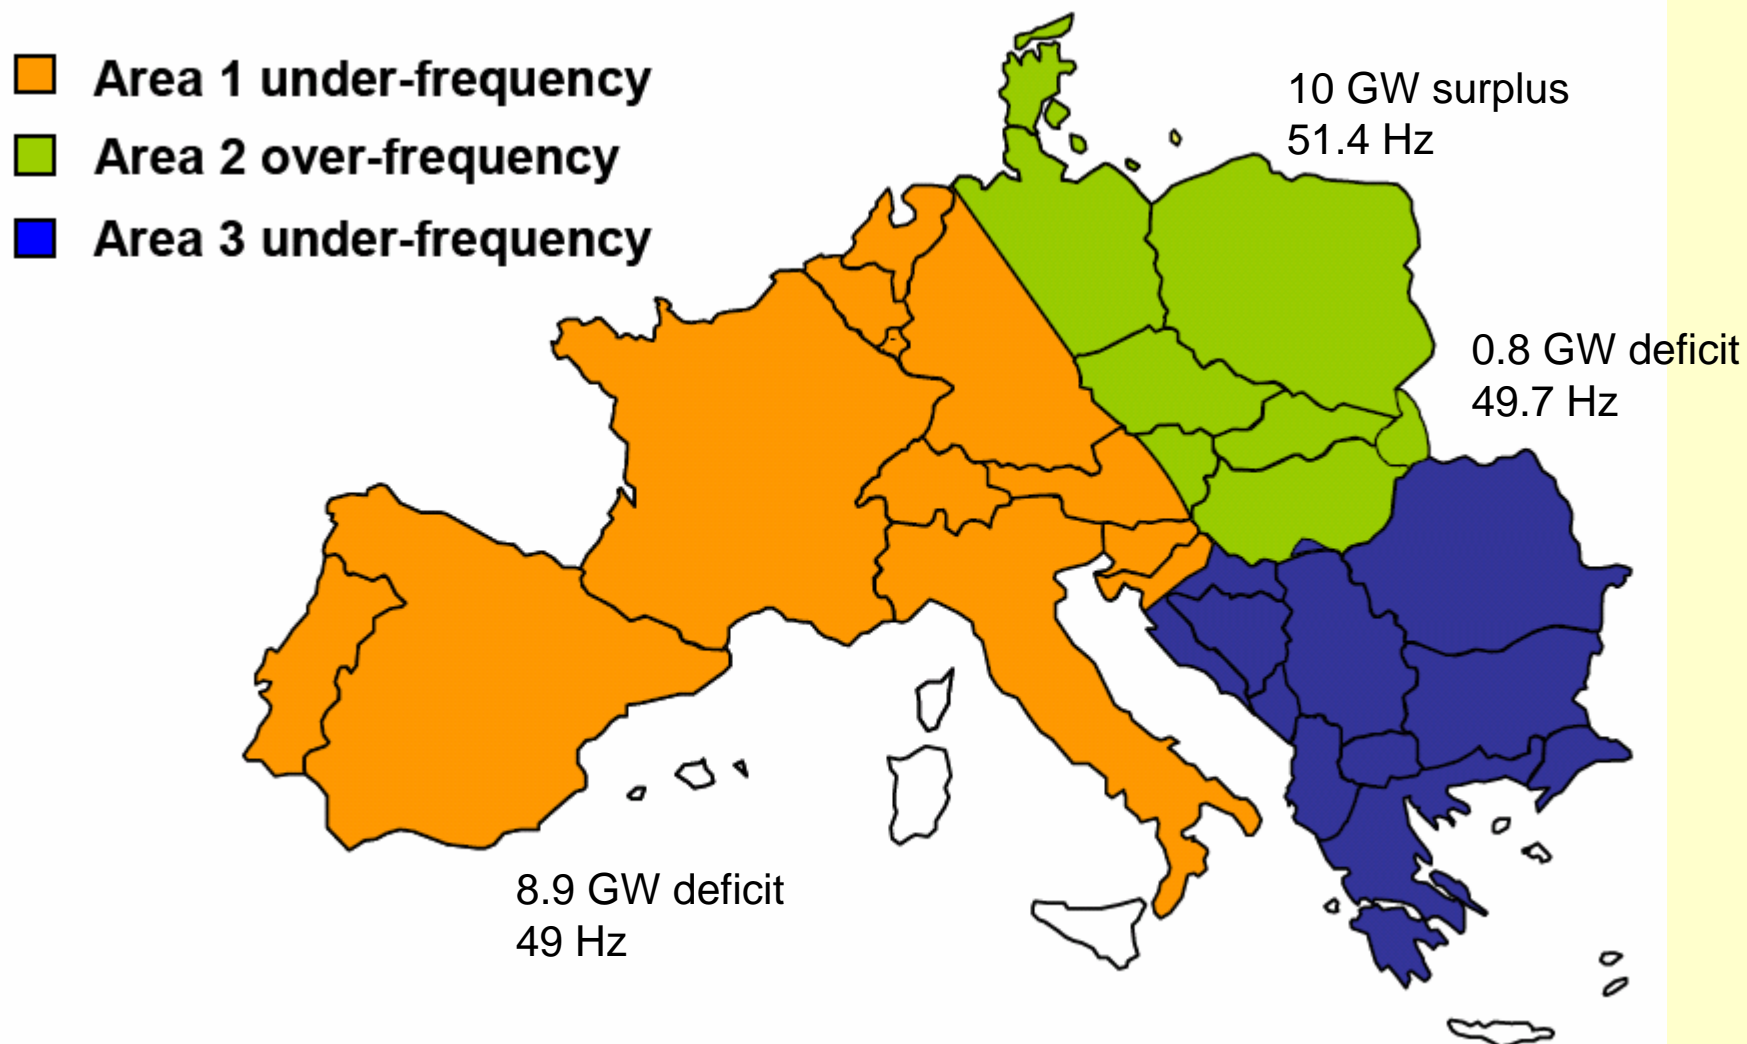 Area 1 under-frequency
Area 2 over-frequency
Area 3 under-frequency
10 GW surplus
51.4 Hz
0.8 GW deficit
49.7 Hz
8.9 GW deficit
49 Hz